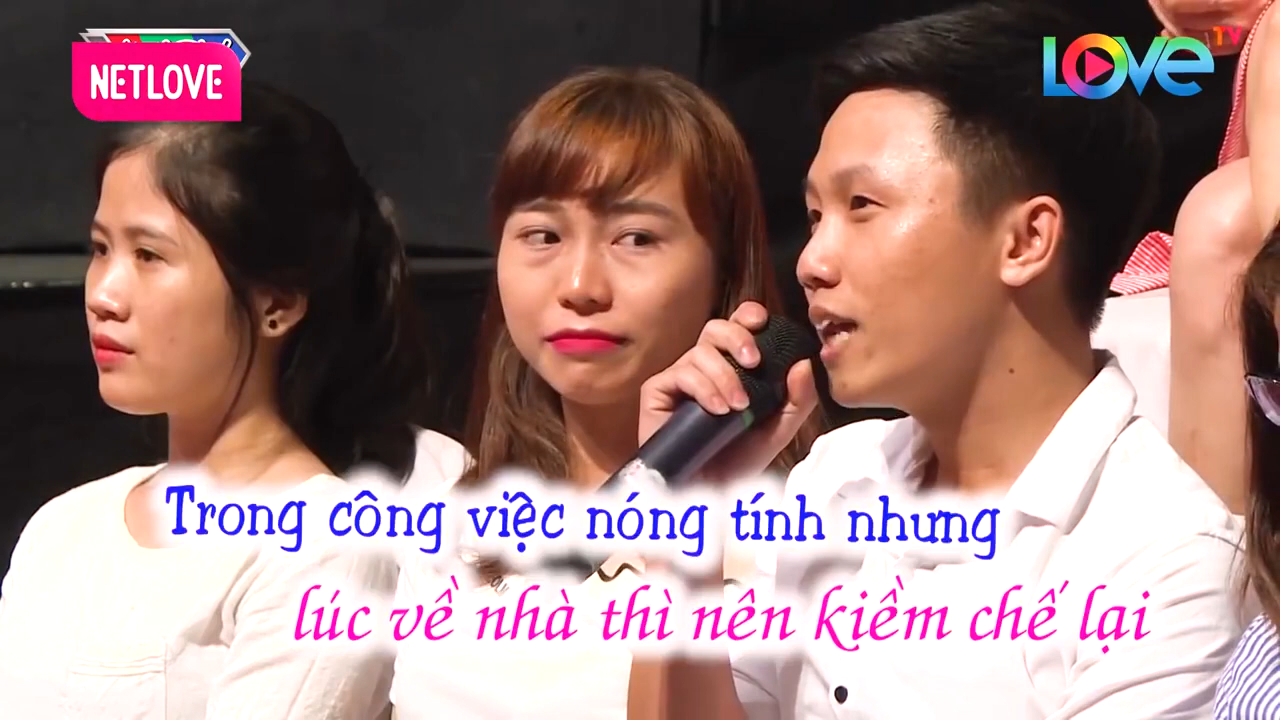 NETLOVE
LOVE TV
Trong công việc nóng tính nhưng
lúc về nhà thì nên kiềm chế lại